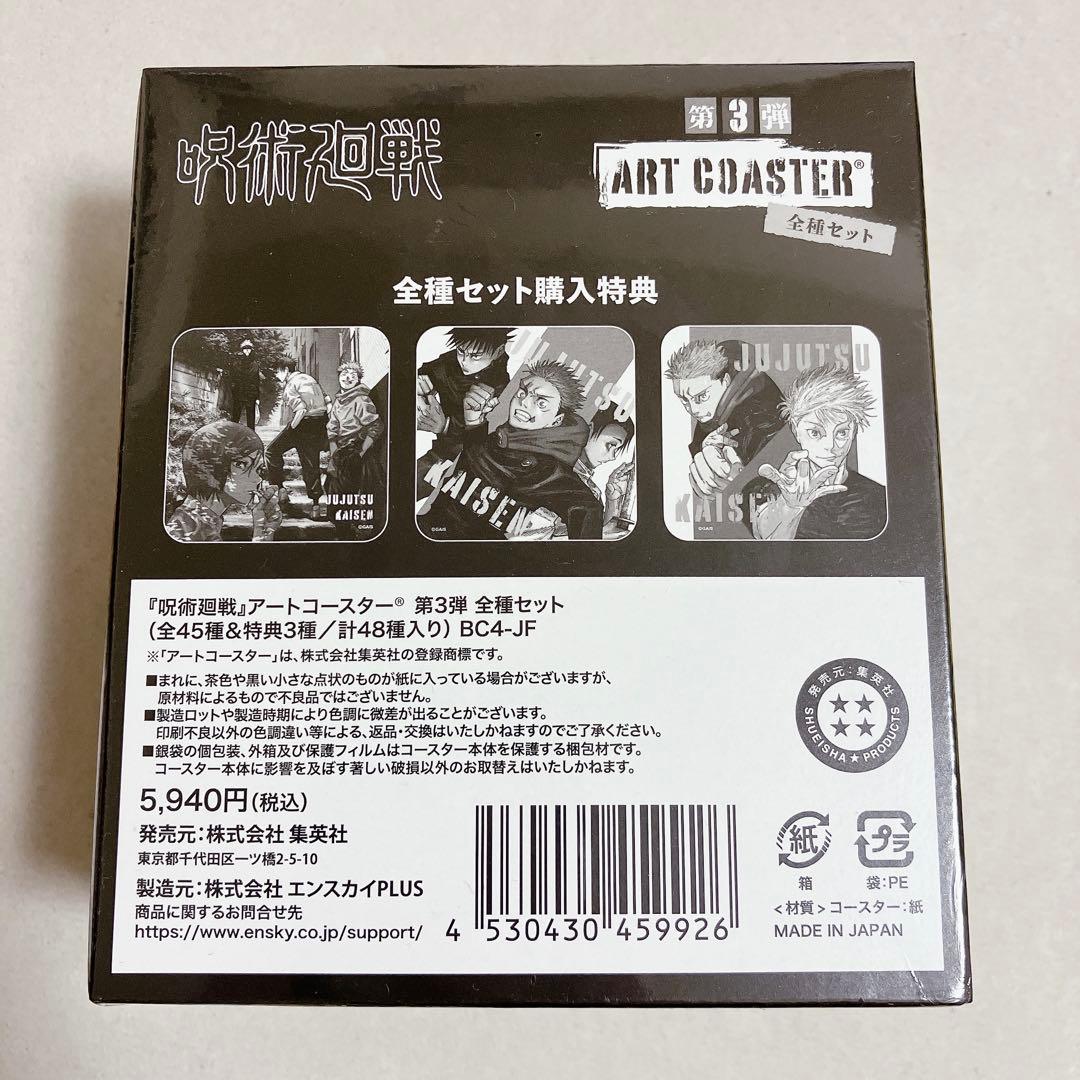 呪術廻戦
第3弾
ART COASTER®
全種セット
全種セット購入特典
JUJUTSU
KAISEN
©GAIS
JUJUTSU
KAISEN
©GAIS
JUJUTSU
KAISEN
©GAIS
『呪術廻戦』アートコースター® 第3弾 全種セット
(全45種&特典3種/計48種入り) BC4-JF
※「アートコースター」は、株式会社集英社の登録商標です。
■まれに、茶色や黒い小さな点状のものが紙に入っている場合がございますが、
原材料によるもので不良品ではございません。
■製造ロットや製造時期により色調に微差が出ることがございます。
印刷不良以外の色調違い等による、返品・交換はいたしかねますのでご了承ください。
■銀袋の個包装、外箱及び保護フィルムはコースター本体を保護する梱包材です。
コースター本体に影響を及ぼす著しい破損以外のお取替えはいたしかねます。
発売元:集英社
SHUEISHA★PRODUCTS
5,940円(税込)
発売元:株式会社 集英社
東京都千代田区一ツ橋2-5-10
製造元:株式会社 エンスカイPLUS
商品に関するお問合せ先
https://www.ensky.co.jp/support/
4 530430 459926
紙
箱
プラ
袋:PE
<材質>コースター:紙
MADE IN JAPAN